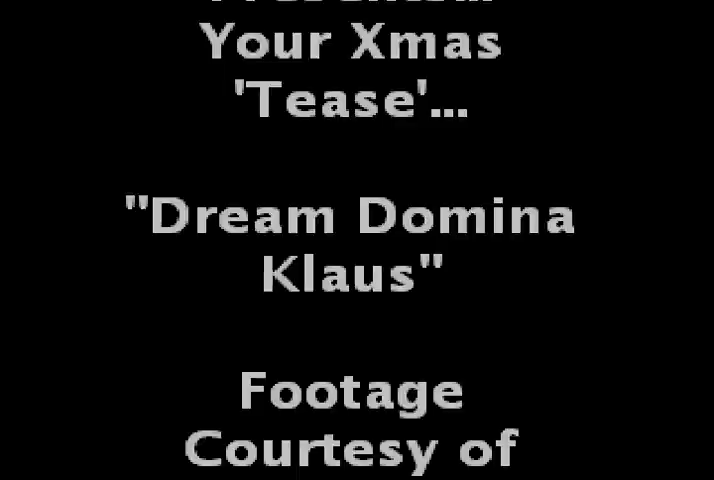 Your Xmas
'Tease'...
"Dream Domina
Klaus"
Footage
Courtesy of